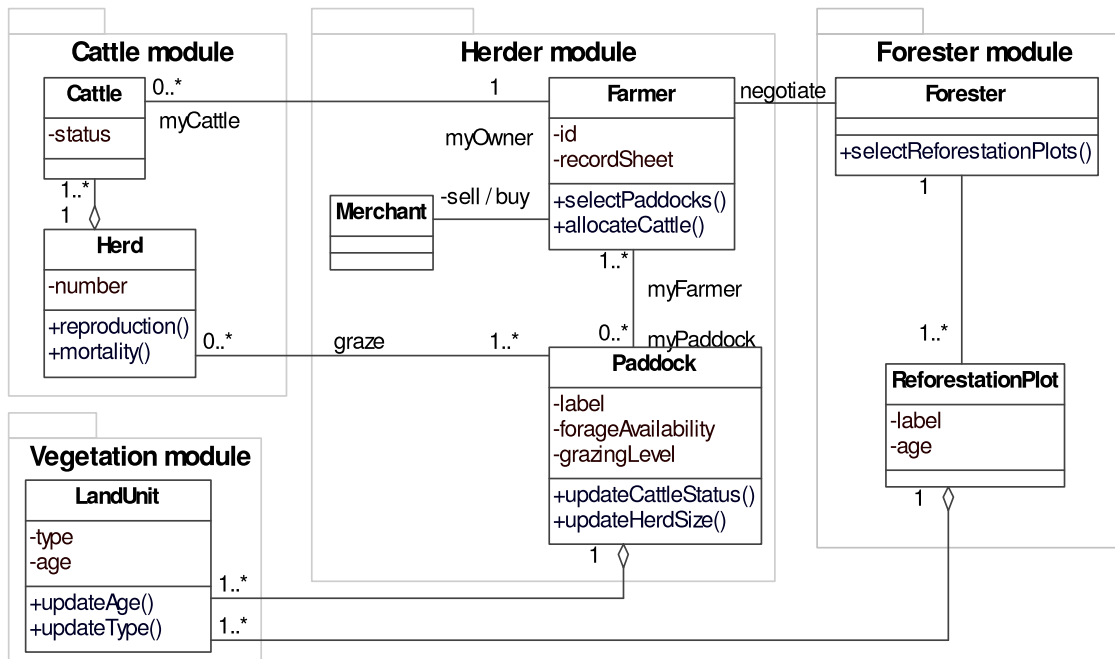 Cattle module
Cattle
-status
0..*
myCattle
1
myOwner
1..*
1
Herd
-number
+reproduction()
+mortality()
0..*
graze
1..*
Herder module
Farmer
-id
-recordSheet
+selectPaddocks()
+allocateCattle()
Merchant
-sell / buy
1..*
myFarmer
0..*
myPaddock
Paddock
-label
-forageAvailability
-grazingLevel
+updateCattleStatus()
+updateHerdSize()
1
negotiate
Forester module
Forester
+selectReforestationPlots()
1
1..*
ReforestationPlot
-label
-age
1
Vegetation module
LandUnit
-type
-age
+updateAge()
+updateType()
1..*
1..*